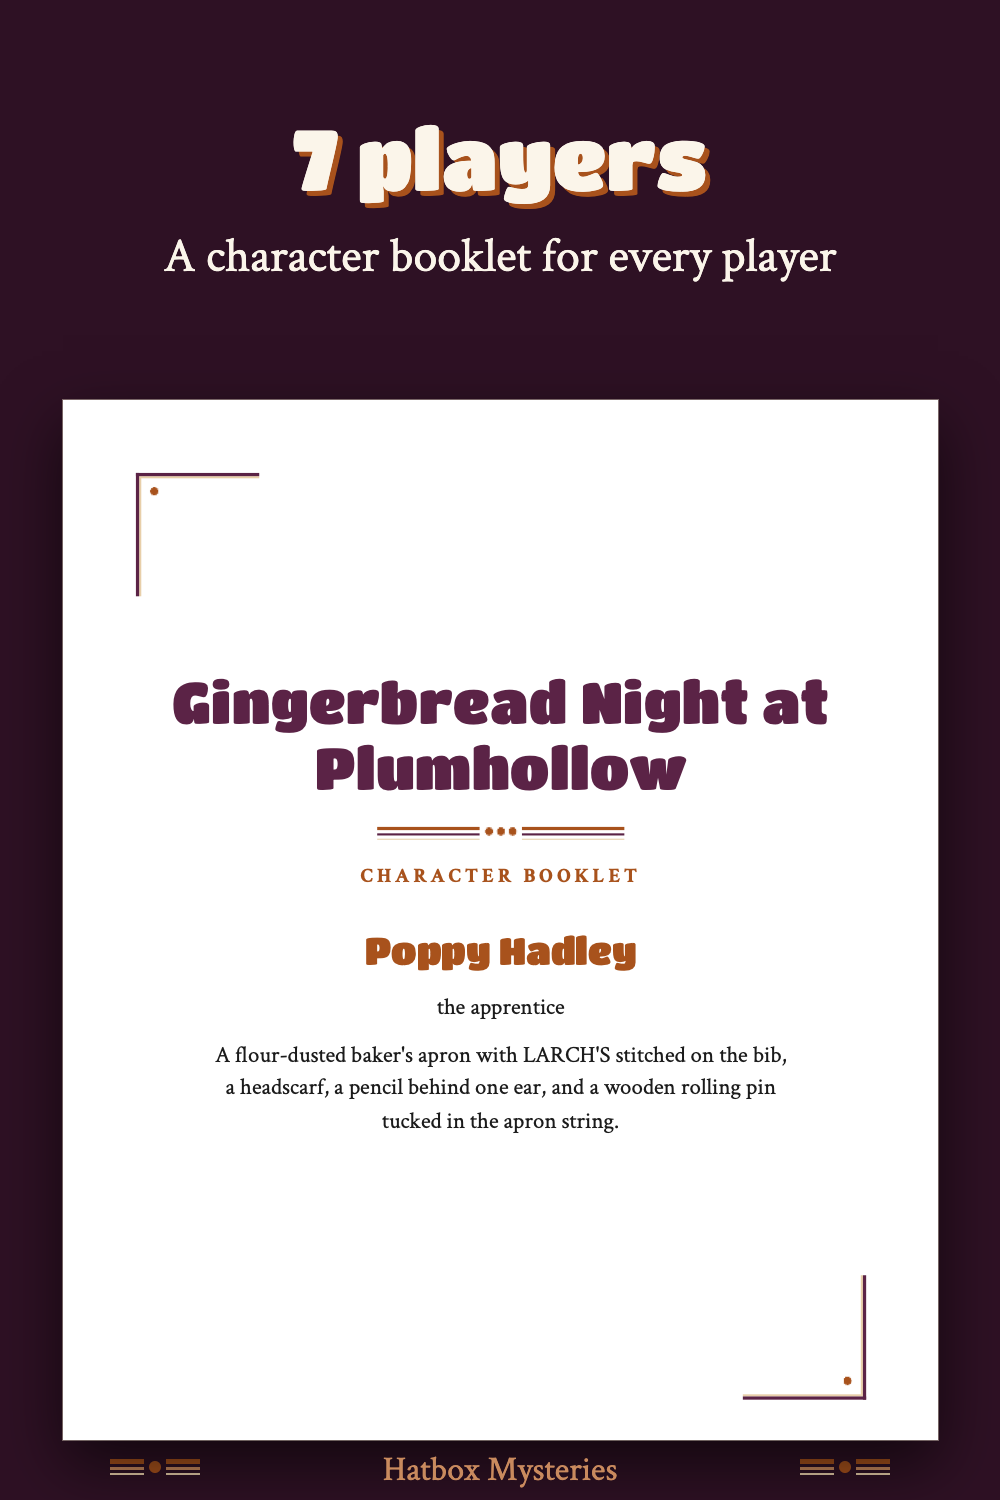 7 players
A character booklet for every player
Gingerbread Night at
Plumhollow
CHARACTER BOOKLET
Poppy Hadley
the apprentice
A flour-dusted baker's apron with LARCH'S stitched on the bib,
a headscarf, a pencil behind one ear, and a wooden rolling pin
tucked in the apron string.
Hatbox Mysteries